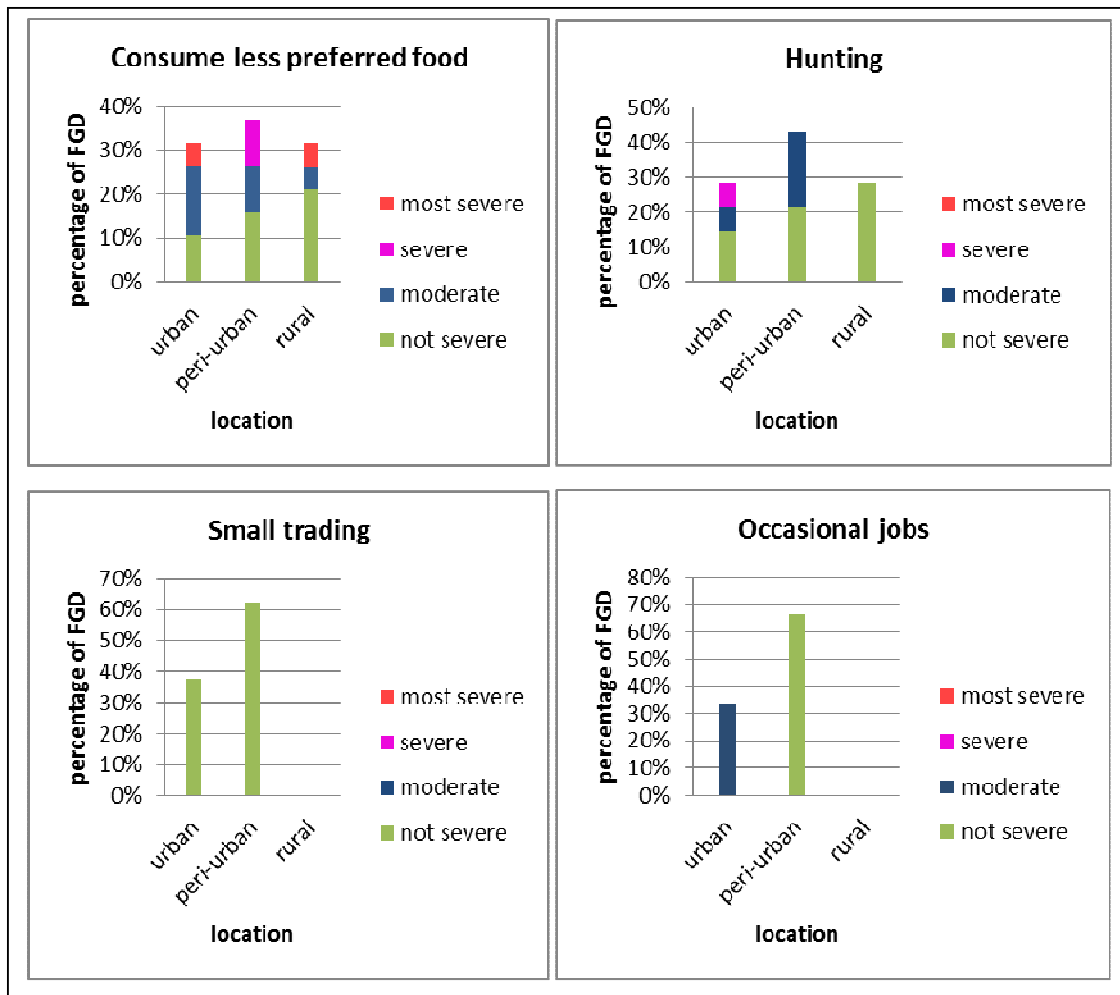 Consume less preferred food
percentage of FGD
40%
30%
20%
10%
0%
urban
peri-urban
rural
location
most severe
severe
moderate
not severe
Hunting
percentage of FGD
50%
40%
30%
20%
10%
0%
urban
peri-urban
rural
location
most severe
severe
moderate
not severe
Small trading
percentage of FGD
70%
60%
50%
40%
30%
20%
10%
0%
urban
peri-urban
rural
location
most severe
severe
moderate
not severe
Occasional jobs
percentage of FGD
80%
70%
60%
50%
40%
30%
20%
10%
0%
urban
peri-urban
rural
location
most severe
severe
moderate
not severe